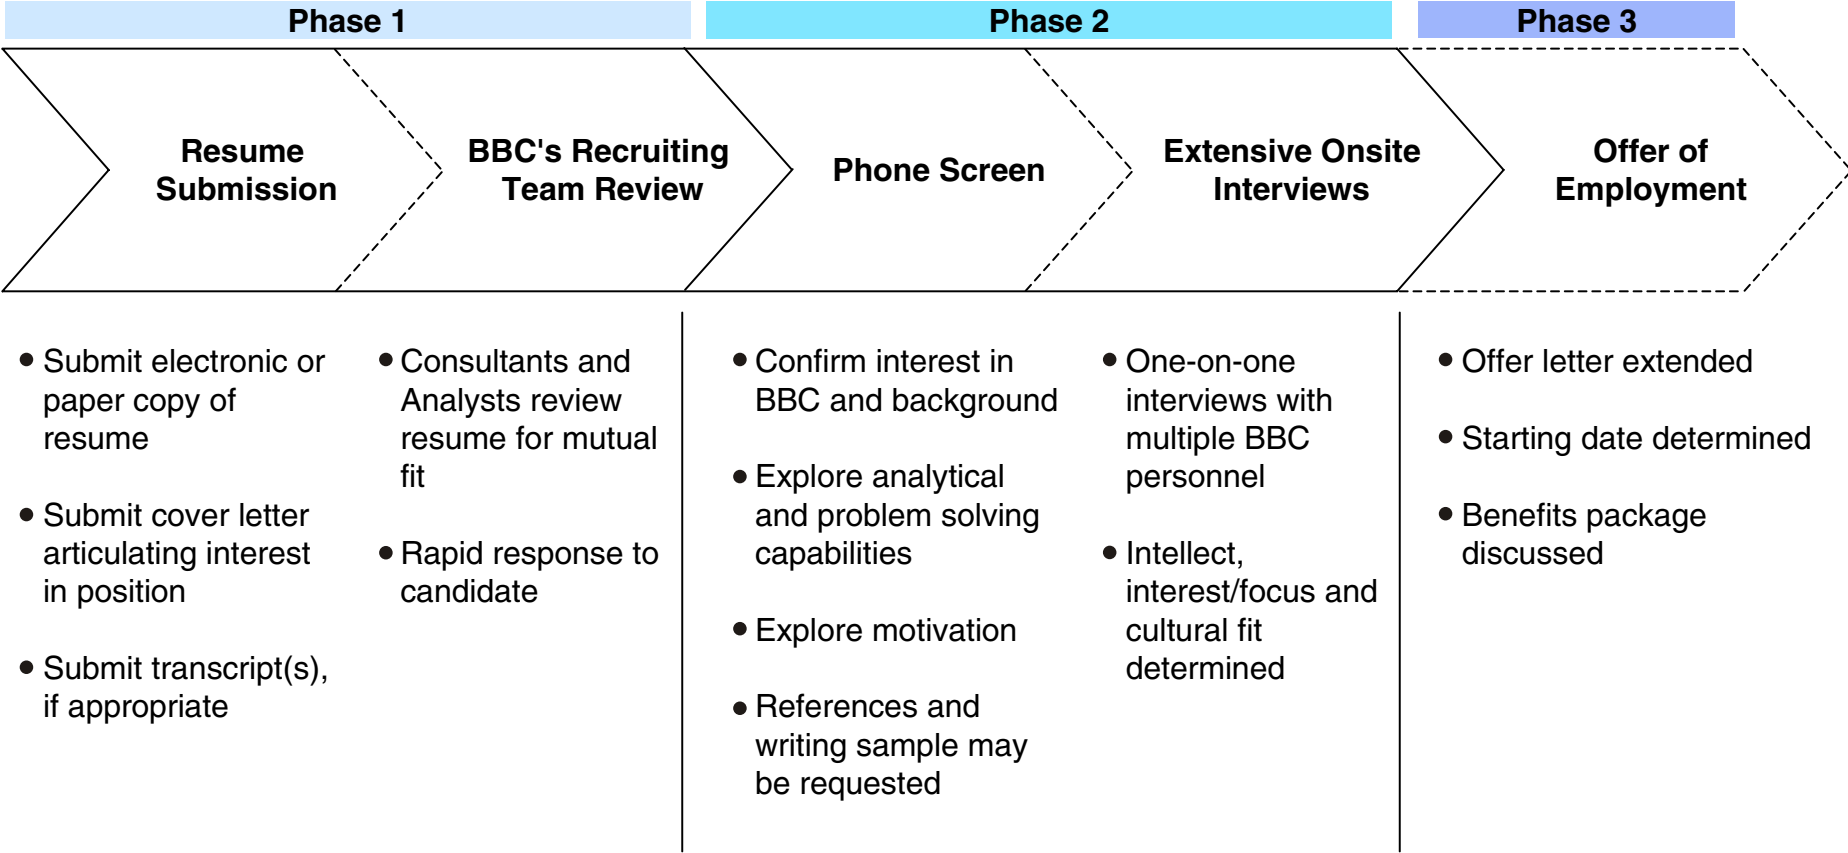 Phase 1
Phase 2
Phase 3
Resume
Submission
BBC's Recruiting
Team Review
Phone Screen
Extensive Onsite
Interviews
Offer of
Employment
• Submit electronic or
paper copy of
resume
• Submit cover letter
articulating interest
in position
• Submit transcript(s),
if appropriate
• Consultants and
Analysts review
resume for mutual
fit
• Rapid response to
candidate
• Confirm interest in
BBC and background
• Explore analytical
and problem solving
capabilities
• Explore motivation
• References and
writing sample may
be requested
• One-on-one
interviews with
multiple BBC
personnel
• Intellect,
interest/focus and
cultural fit
determined
• Offer letter extended
• Starting date determined
• Benefits package
discussed